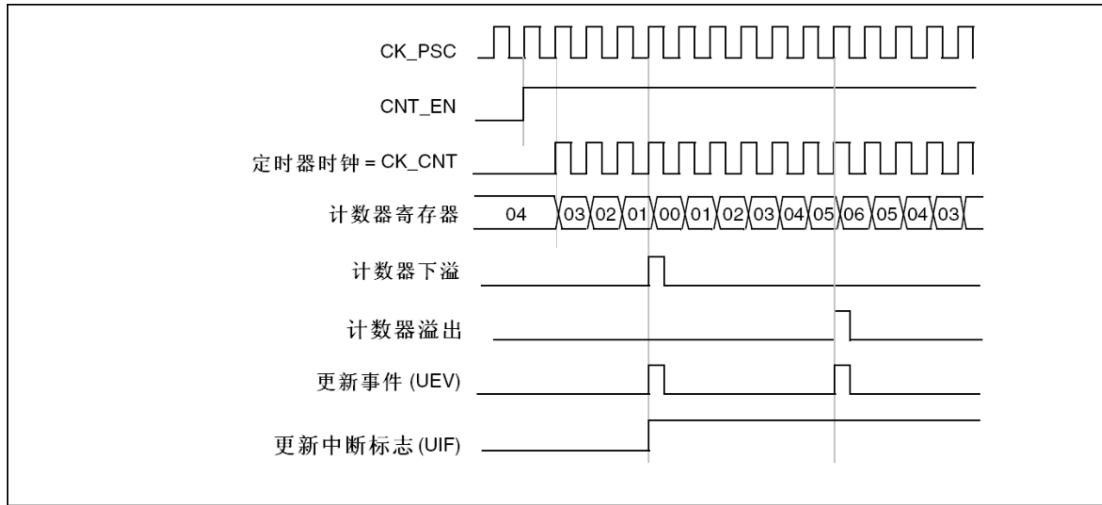 CK_PSC
CNT_EN
定时器时钟 = CK_CNT
计数器寄存器 04 03 02 01 00 01 02 03 04 05 06 05 04 03
计数器下溢
计数器溢出
更新事件 (UEV)
更新中断标志 (UIF)